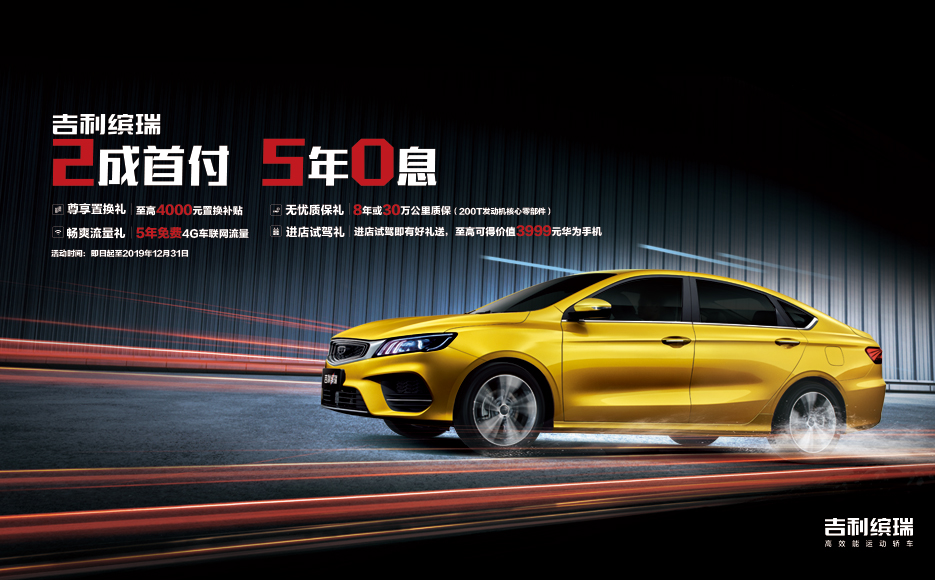 吉利缤瑞
2成首付 5年0息
尊享置换礼 至高4000元置换补贴
无忧质保礼 8年或30万公里质保（200T发动机核心零部件）
畅爽流量礼 5年免费4G车联网流量
进店试驾礼 进店试驾即有好礼送，至高可得价值3999元华为手机
活动时间：即日起至2019年12月31日
吉利缤瑞
高效能运动轿车